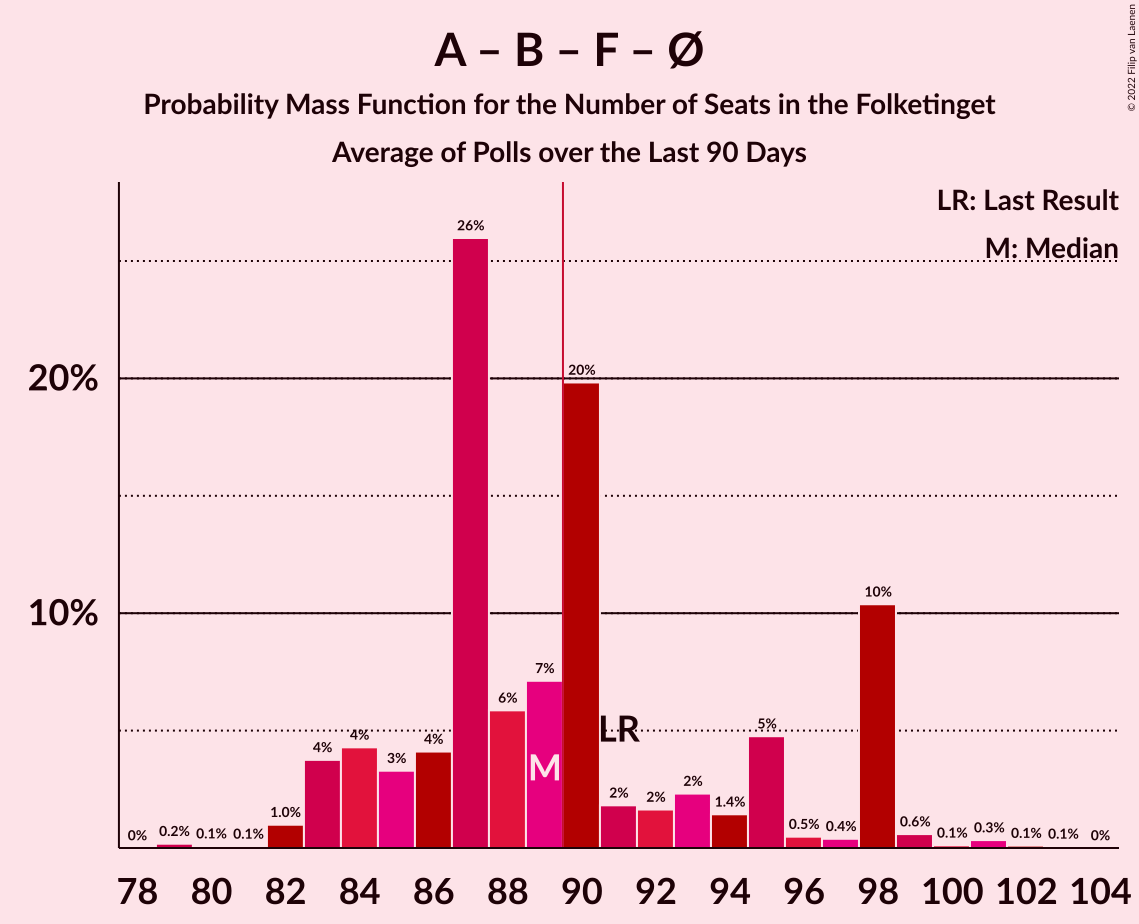 A – B – F – Ø
Probability Mass Function for the Number of Seats in the Folketinget
Average of Polls over the Last 90 Days
© 2022 Filip van Laenen
LR: Last Result
M: Median
20%
10%
0% 0.2% 0.1% 0.1% 1.0% 4% 4% 3% 4% 26% 6% 7% 20% 2% 2% 2% 1.4% 5% 0.5% 0.4% 10% 0.6% 0.1% 0.3% 0.1% 0.1% 0%
M LR
78 80 82 84 86 88 90 92 94 96 98 100 102 104